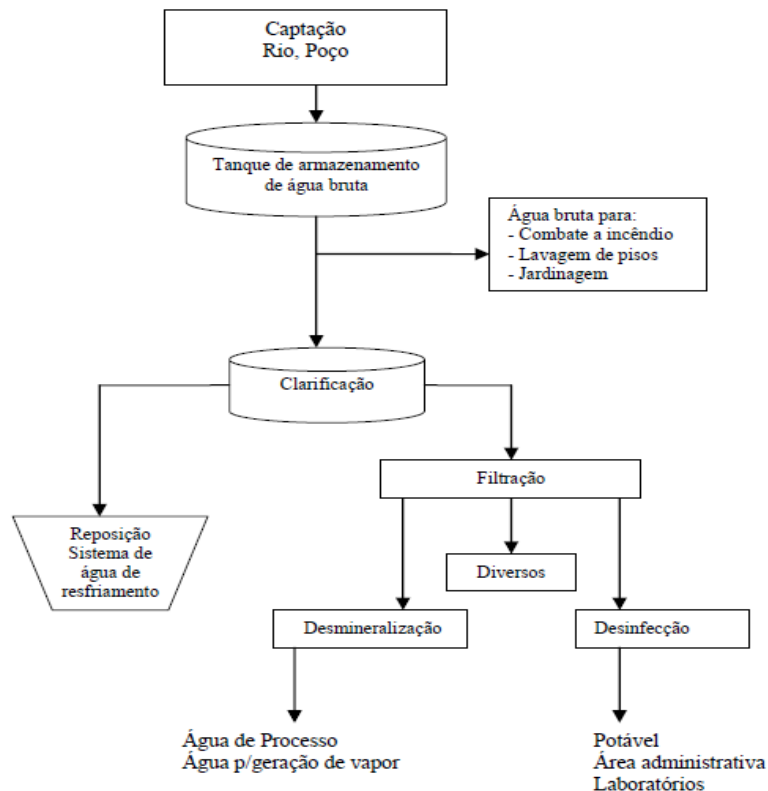 Captação
Rio, Poço
Tanque de armazenamento
de água bruta
Água bruta para:
- Combate a incêndio
- Lavagem de pisos
- Jardinagem
Clarificação
Filtração
Reposição
Sistema de
água de
resfriamento
Diversos
Desmineralização
Desinfecção
Água de Processo
Água p/geração de vapor
Potável
Área administrativa
Laboratórios